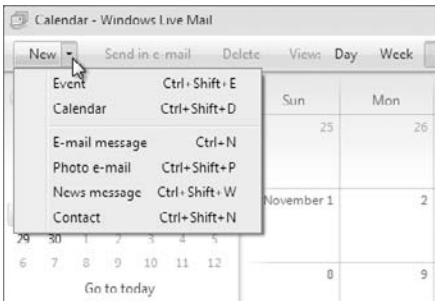 Calendar - Windows Live Mail
New Send in e-mail Delete View: Day Week
Event Ctrl+Shift+E
Calendar Ctrl+Shift+D
E-mail message Ctrl+N
Photo e-mail Ctrl+Shift+P
News message Ctrl+Shift+W
Contact Ctrl+Shift+N
Sun Mon
25 26
November 1 2
29 30 1 2 3 4 5
6 7 8 9 10 11 12
8 9
Go to today